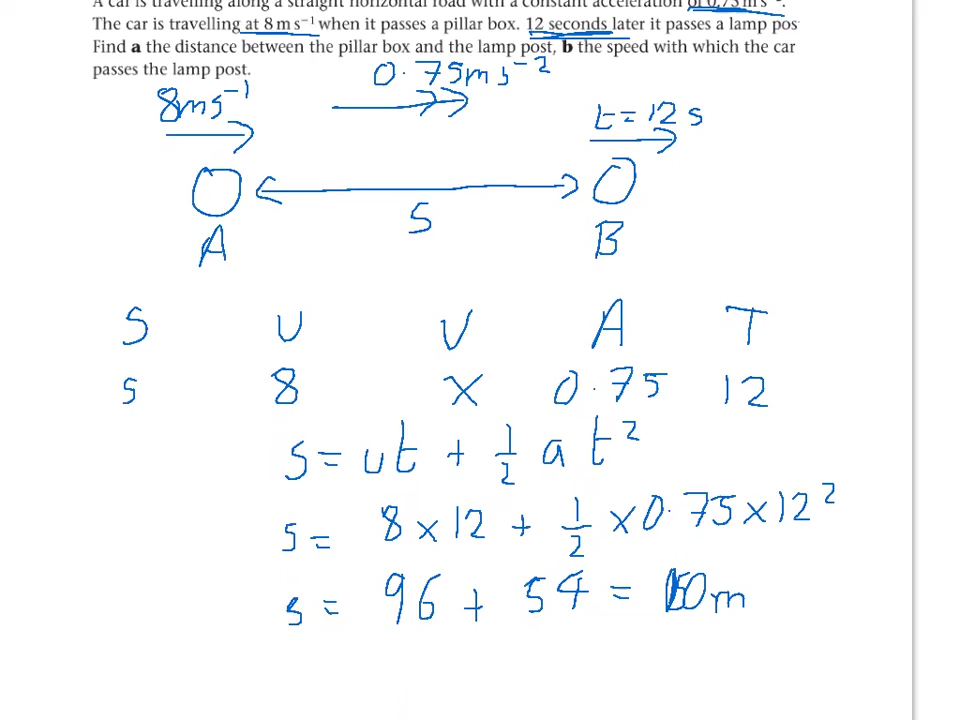 A car is travelling along a straight horizontal road with a constant acceleration of 0.75 m s⁻².
The car is travelling at 8 m s⁻¹ when it passes a pillar box. 12 seconds later it passes a lamp pos
Find a the distance between the pillar box and the lamp post, b the speed with which the car
passes the lamp post.
0.75ms⁻²
8ms⁻¹
t=12s
S
A
B
S U V A T
s 8 x 0.75 12
s = ut + 1/2 at²
s = 8 × 12 + 1/2 × 0.75 × 12²
s = 96 + 54 = 150m